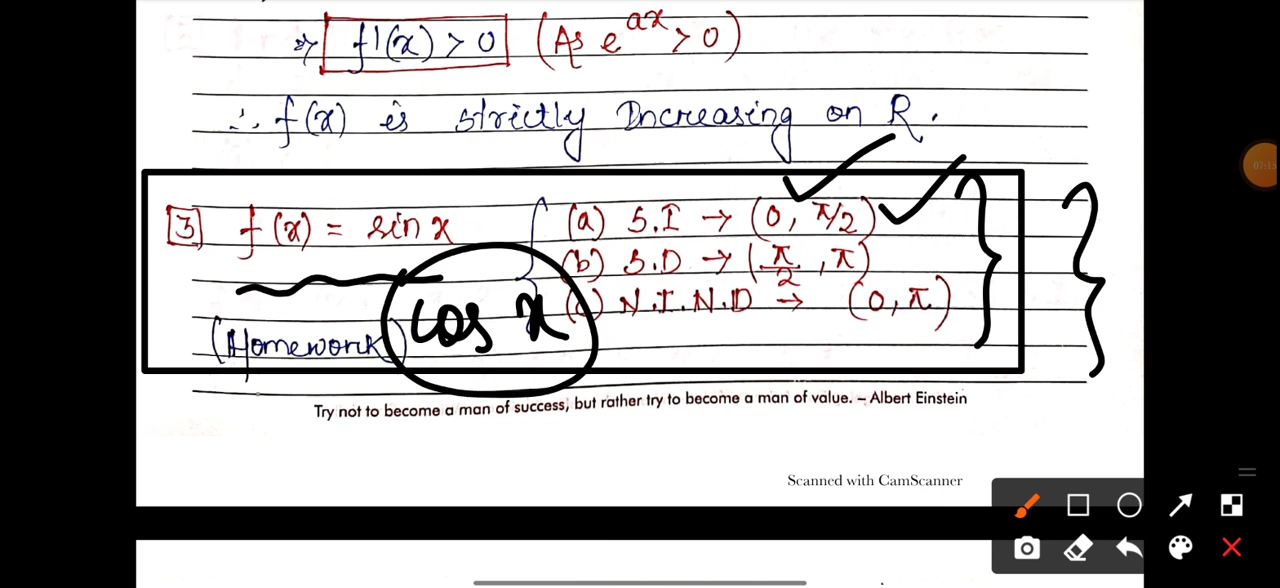 ⇒ f'(x) > 0 (As e^ax > 0)
∴ f(x) is strictly Increasing on R.
[3] f(x) = sin x (a) S.I → (0, π/2)
(b) S.D → (π/2, π)
(c) N.I.N.D → (0, π)
(Homework) cos x
Try not to become a man of success, but rather try to become a man of value. – Albert Einstein
Scanned with CamScanner